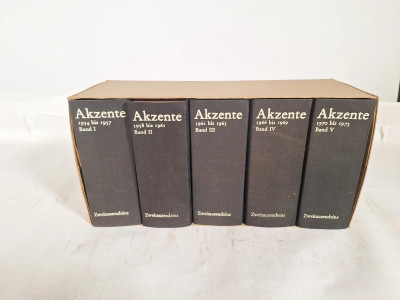 Akzente
1954 bis 1957
Band I
Zweitausendeins
Akzente
1958 bis 1961
Band II
Zweitausendeins
Akzente
1962 bis 1965
Band III
Zweitausendeins
Akzente
1966 bis 1969
Band IV
Zweitausendeins
Akzente
1970 bis 1973
Band V
Zweitausendeins